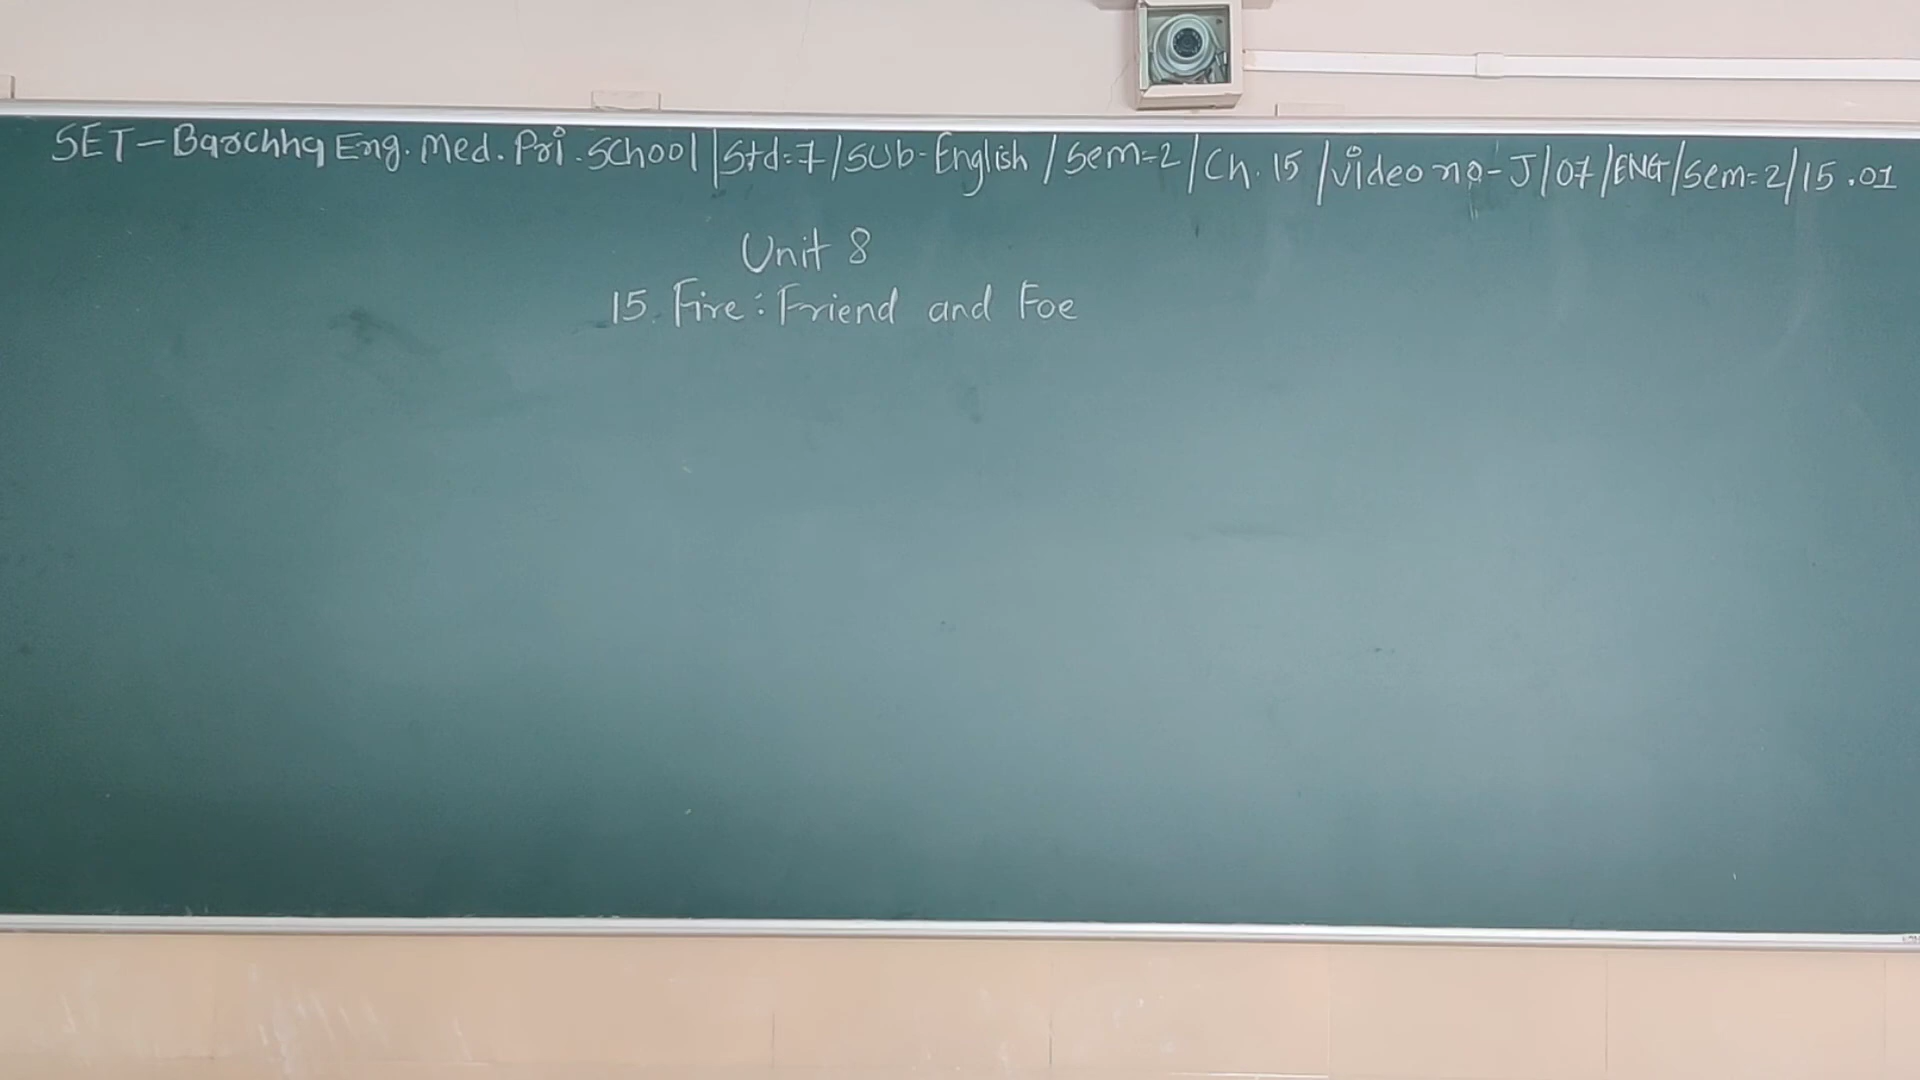 SET-Barchha Eng. Med. Pri. School | Std=7 / Sub-English / Sem=2 / Ch. 15 / Video no-J/07/ENG/Sem=2/15.01
Unit 8
15. Fire: Friend and Foe